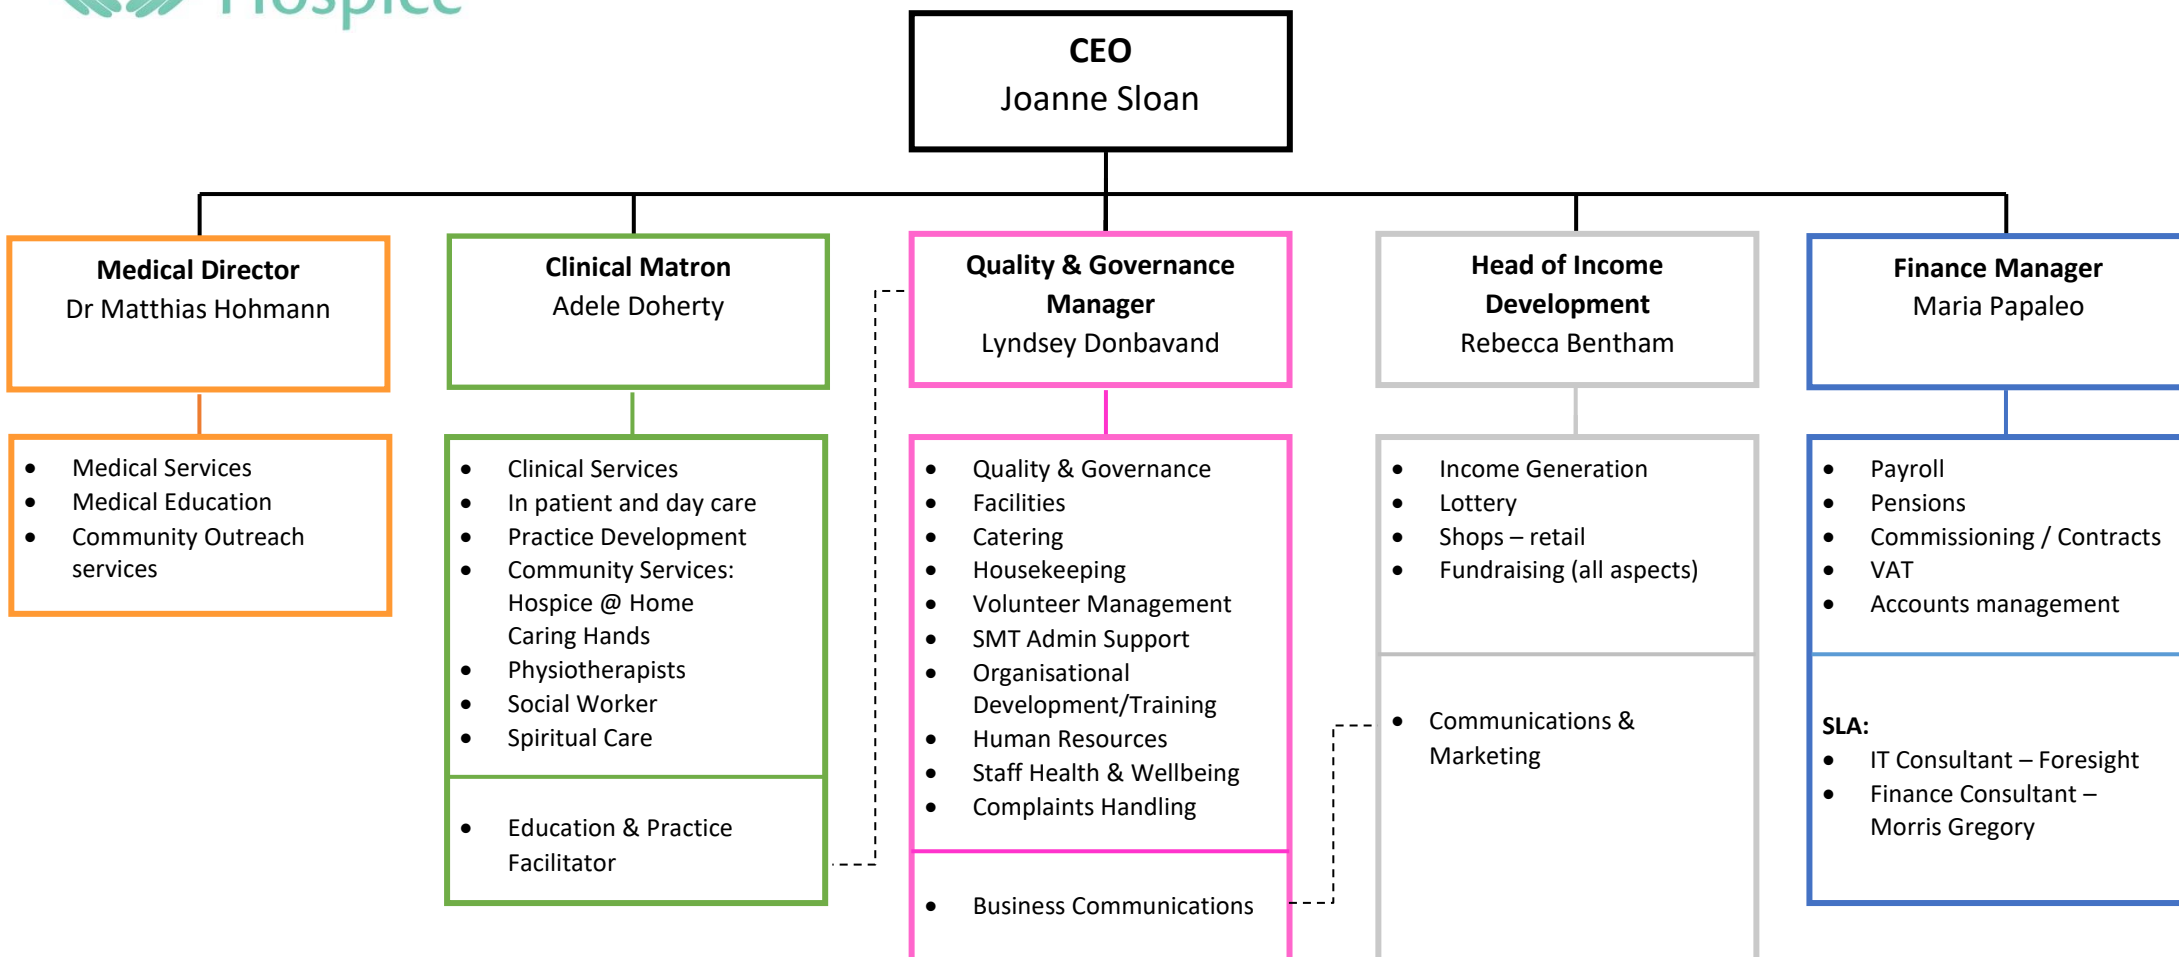 Hospice
CEO
Joanne Sloan
Medical Director
Dr Matthias Hohmann
Clinical Matron
Adele Doherty
Quality & Governance
Manager
Lyndsey Donbavand
Head of Income
Development
Rebecca Bentham
Finance Manager
Maria Papaleo
• Medical Services
• Medical Education
• Community Outreach
services
• Clinical Services
• In patient and day care
• Practice Development
• Community Services:
Hospice @ Home
Caring Hands
• Physiotherapists
• Social Worker
• Spiritual Care
• Education & Practice
Facilitator
• Quality & Governance
• Facilities
• Catering
• Housekeeping
• Volunteer Management
• SMT Admin Support
• Organisational
Development/Training
• Human Resources
• Staff Health & Wellbeing
• Complaints Handling
• Business Communications
• Income Generation
• Lottery
• Shops – retail
• Fundraising (all aspects)
• Communications &
Marketing
• Payroll
• Pensions
• Commissioning / Contracts
• VAT
• Accounts management
SLA:
• IT Consultant – Foresight
• Finance Consultant –
Morris Gregory